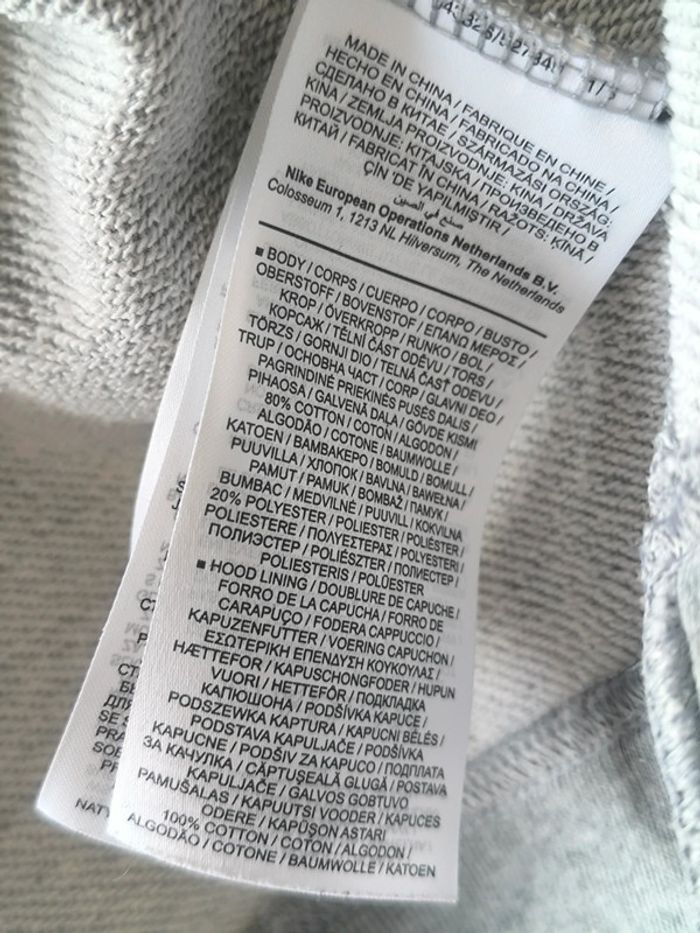 MADE IN CHINA / FABRIQUE EN CHINE /
HECHO EN CHINA / FABRICADO NA CHINA /
СДЕЛАНО В КИТАЕ / SZÁRMAZÁSI ORSZÁG:
KÍNA / ZEMLJA PROIZVODNJE: KINA / DRŽAVA
PROIZVODNJE: KITAJSKA / ПРОИЗВЕДЕНО В
КИТАЙ / FABRICAT ÎN CHINA / RAŽOTS: ĶĪNĀ /
ÇİN 'DE YAPILMIŞTIR /
صنع في الصين
Nike European Operations Netherlands B.V.
Colosseum 1, 1213 NL Hilversum, The Netherlands
■ BODY / CORPS / CUERPO / CORPO / BUSTO /
OBERSTOFF / BOVENSTOF / ΕΠΑΝΩ ΜΕΡΟΣ /
KROP / ÖVERKROPP / RUNKO / BOL /
КОРСАЖ / TĚLNÍ ČÁST ODĚVU / TORS /
TÖRZS / GORNJI DIO / TELNÁ ČASŤ ODEVU /
TRUP / ОСНОВНА ЧАСТ / CORP / GLAVNI DEO /
PAGRINDINĖ PRIEKINĖS PUSĖS DALIS /
PIHAOSA / GALVENĀ DAĻA / GÖVDE KISMI
80% COTTON / COTON / ALGODON /
ALGODÃO / COTONE / BAUMWOLLE /
KATOEN / ΒΑΜΒΑΚΕΡΟ / BOMULD / BOMULL /
PUUVILLA / ХЛОПОК / BAVLNA / BAWEŁNA /
PAMUT / PAMUK / BOMBAŽ / ПАМУК /
BUMBAC / MEDVILNĖ / PUUVILL / KOKVILNA
20% POLYESTER / POLIESTER / POLIÉSTER /
POLIESTERE / ΠΟΛΥΕΣΤΕΡΑΣ / POLYESTERI /
ПОЛИЭСТЕР / POLIÉSZTER / ПОЛИЕСТЕР /
POLIESTERIS / POLÜESTER
■ HOOD LINING / DOUBLURE DE CAPUCHE /
FORRO DE LA CAPUCHA / FORRO DE
CARAPUÇO / FODERA CAPPUCCIO /
KAPUZENFUTTER / VOERING CAPUCHON /
ΕΣΩΤΕΡΙΚΗ ΕΠΕΝΔΥΣΗ ΚΟΥΚΟΥΛΑΣ /
HÆTTEFOR / KAPUSCHONGFODER / HUPUN
VUORI / HETTEFÔR / ПОДКЛАДКА
КАПЮШОНА / PODŠÍVKA KAPUCE /
PODSZEWKA KAPTURA / KAPUCNI BÉLÉS /
PODSTAVA KAPULJAČE / PODŠÍVKA
KAPUCNE / PODŠIV ZA KAPUCO / ПОДПЛАТА
ЗА КАЧУЛКА / CĂPTUȘEALĂ GLUGĂ / POSTAVA
KAPULJAČE / GALVOS GOBTUVO
PAMUŠALAS / KAPUUTSI VOODER / KAPUCES
ODERE / KAPÜŞON ASTARI
100% COTTON / COTON / ALGODON /
ALGODÃO / COTONE / BAUMWOLLE / KATOEN